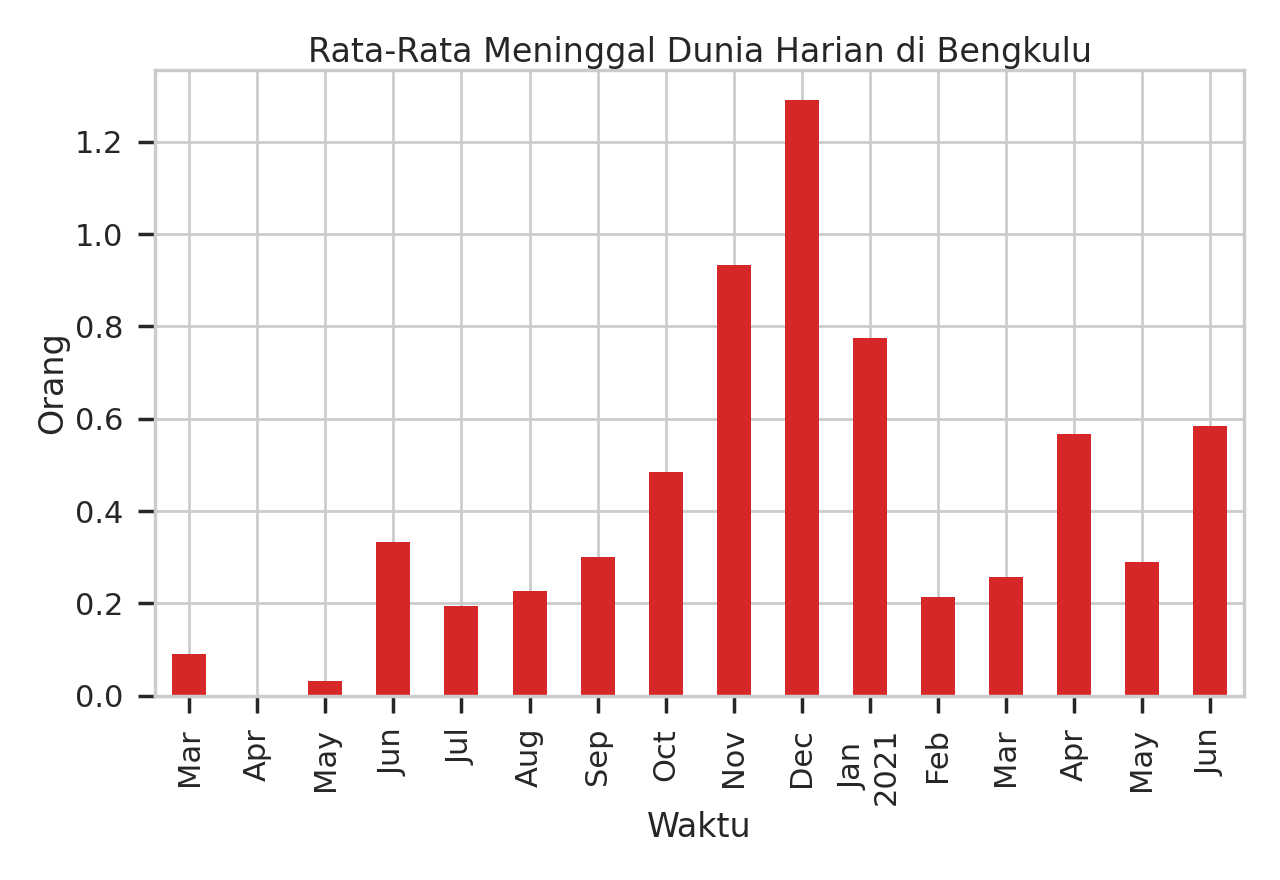 Rata-Rata Meninggal Dunia Harian di Bengkulu
Orang
1.2
1.0
0.8
0.6
0.4
0.2
0.0
Mar
Apr
May
Jun
Jul
Aug
Sep
Oct
Nov
Dec
Jan
2021
Feb
Mar
Apr
May
Jun
Waktu